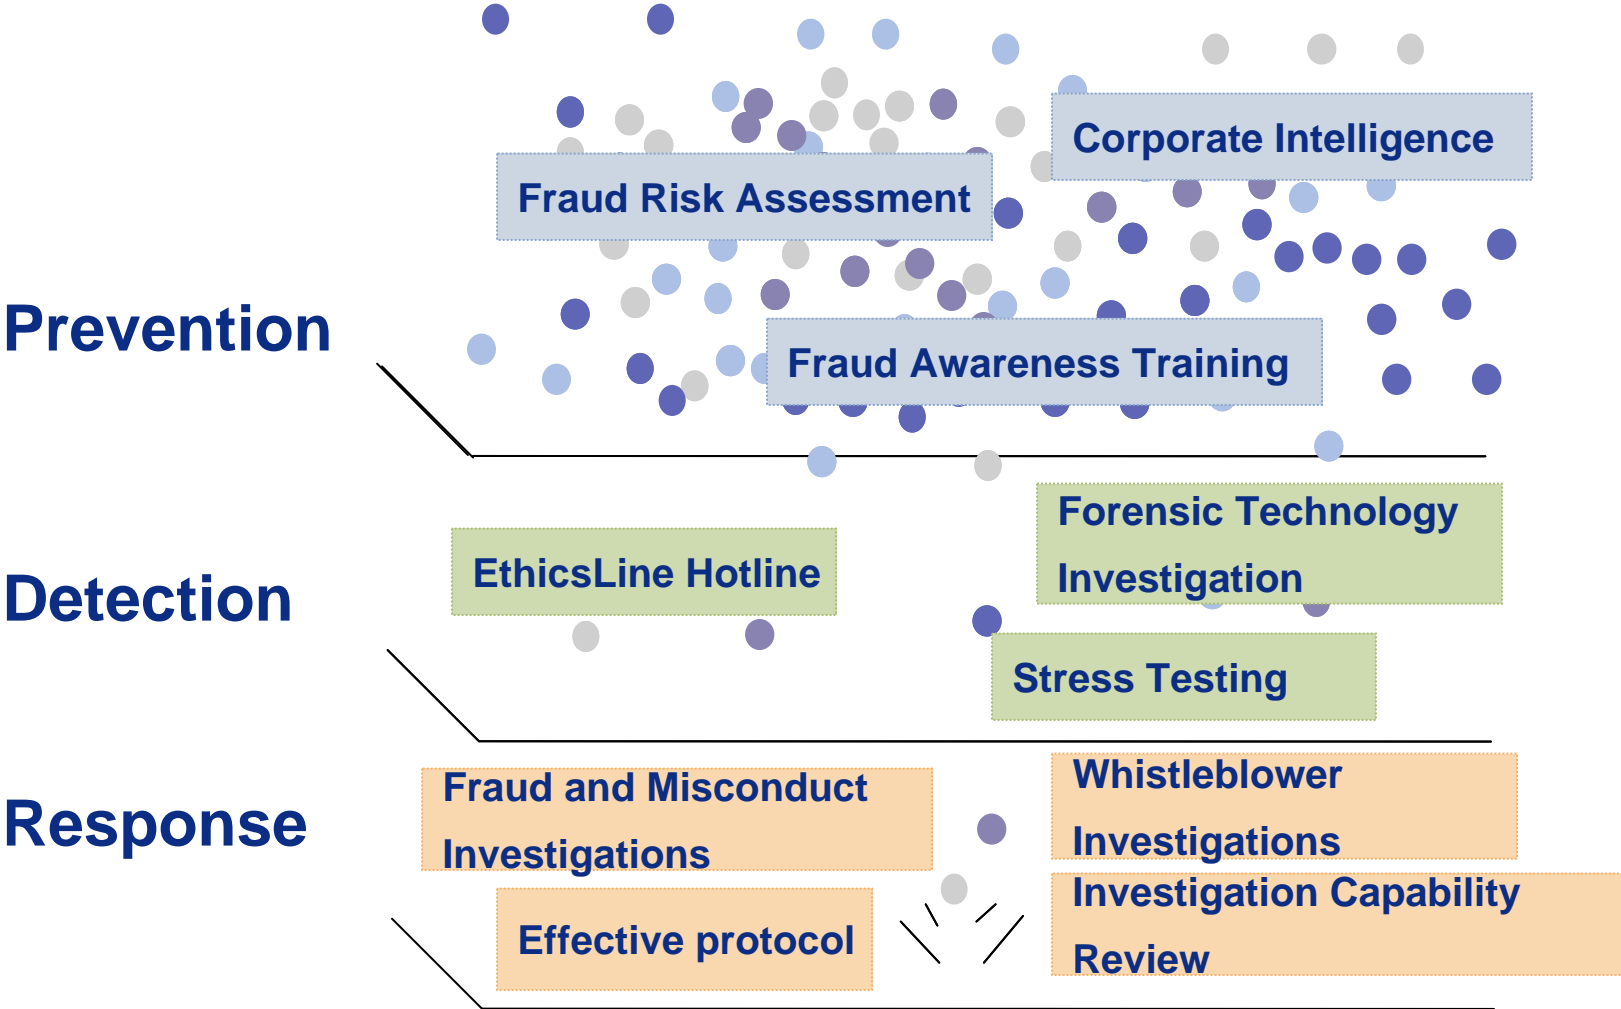 Corporate Intelligence
Fraud Risk Assessment
Prevention
Fraud Awareness Training
Forensic Technology
Investigation
EthicsLine Hotline
Detection
Stress Testing
Response
Fraud and Misconduct
Investigations
Whistleblower
Investigations
Effective protocol
Investigation Capability
Review